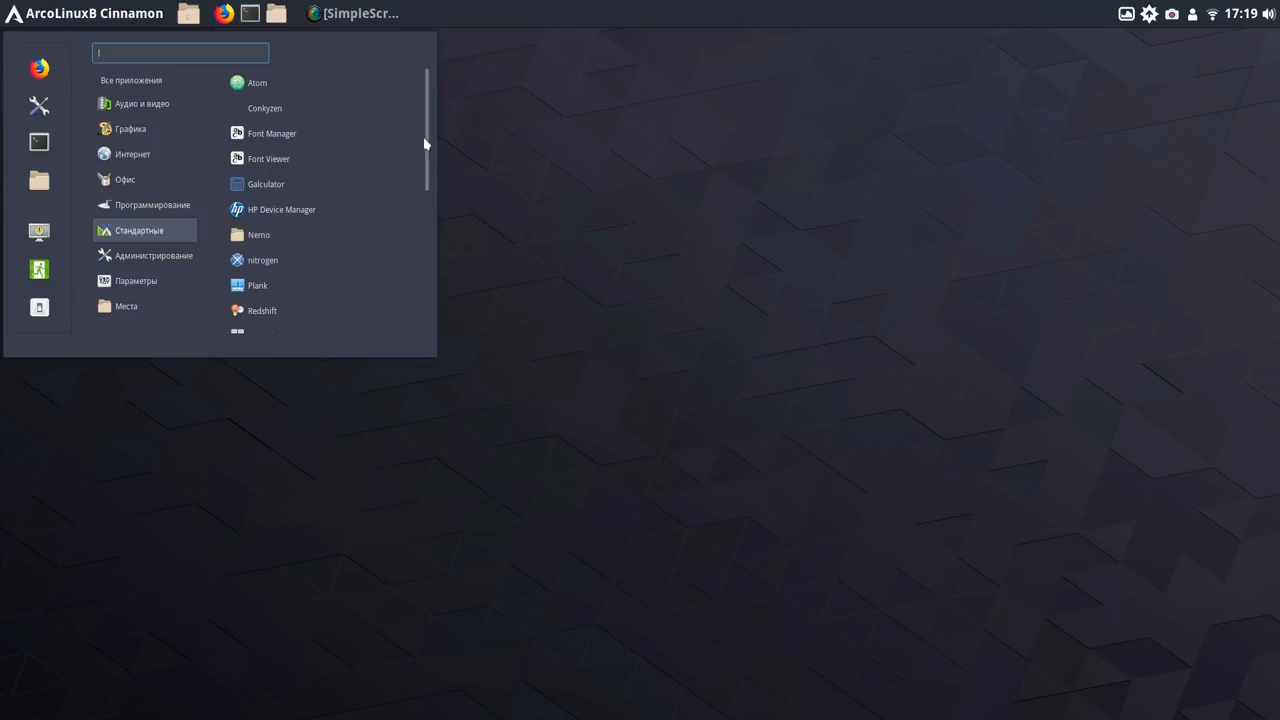 ArcoLinuxB Cinnamon
[SimpleScr...
17:19
Все приложения
Аудио и видео
Графика
Интернет
Офис
Программирование
Стандартные
Администрирование
Параметры
Места
Atom
Conkyzen
Font Manager
Font Viewer
Galculator
HP Device Manager
Nemo
nitrogen
Plank
Redshift